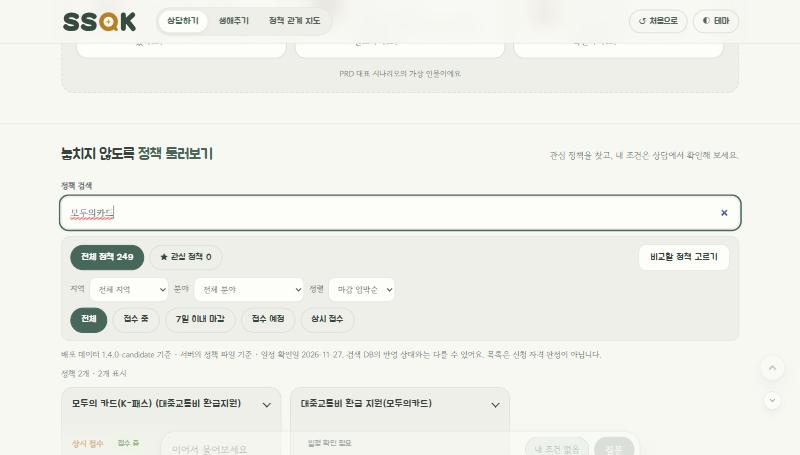 SSOK
상담하기 생애주기 정책 관계 지도
↺ 처음으로 ◐ 테마
PRD 대표 시나리오의 가상 인물이에요
놓치지 않도록 정책 둘러보기
관심 정책을 찾고, 내 조건은 상담에서 확인해 보세요.
정책 검색
모두의카드 ×
전체 정책 249 ★ 관심 정책 0 비교할 정책 고르기
지역 전체 지역 분야 전체 분야 정렬 마감 임박순
전체 접수 중 7일 이내 마감 접수 예정 상시 접수
배포 데이터 1.4.0-candidate 기준 · 서버의 정책 파일 기준 · 일정 확인일 2026-11-27. 검색 DB의 반영 상태와는 다를 수 있어요. 목록은 신청 자격 판정이 아닙니다.
정책 2개 · 2개 표시
모두의 카드(K-패스) (대중교통비 환급지원)
대중교통비 환급 지원(모두의카드)
상시 접수 접수 중
일정 확인 필요
이어서 물어보세요
내 조건 없음
질문